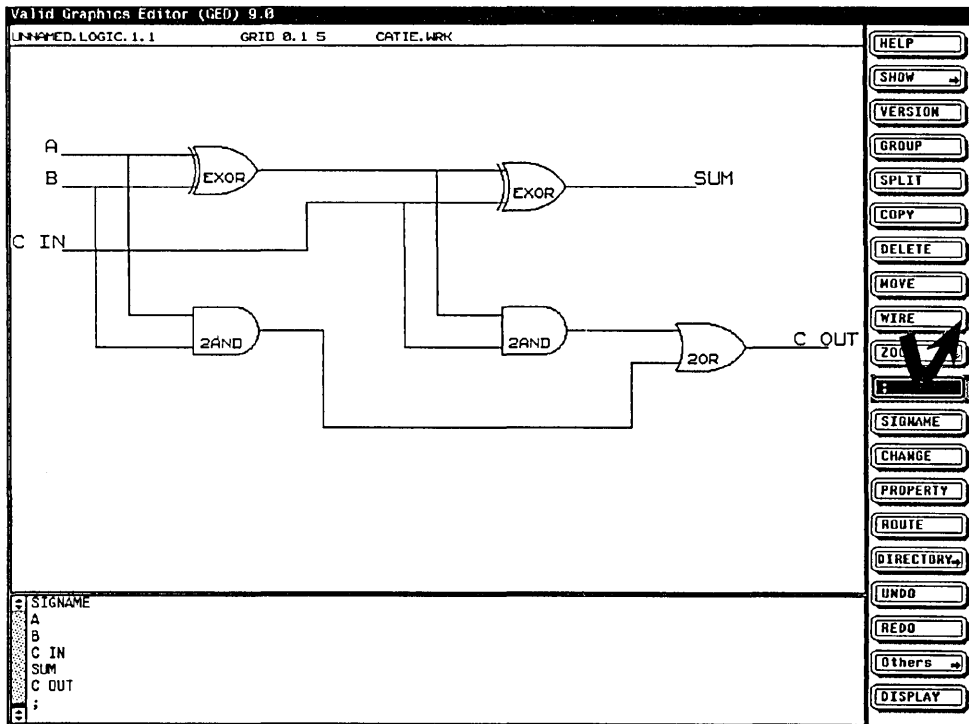 Valid Graphics Editor (GED) 9.0
UNNAMED.LOGIC.1.1 GRID 0.1 5 CATIE.WRK
A
B
C IN
EXOR
EXOR
SUM
2AND
2AND
2OR
C OUT
HELP
SHOW
VERSION
GROUP
SPLIT
COPY
DELETE
MOVE
WIRE
;
SIGNAME
CHANGE
PROPERTY
ROUTE
DIRECTORY
UNDO
REDO
Others
DISPLAY
SIGNAME
A
B
C IN
SUM
C OUT
;